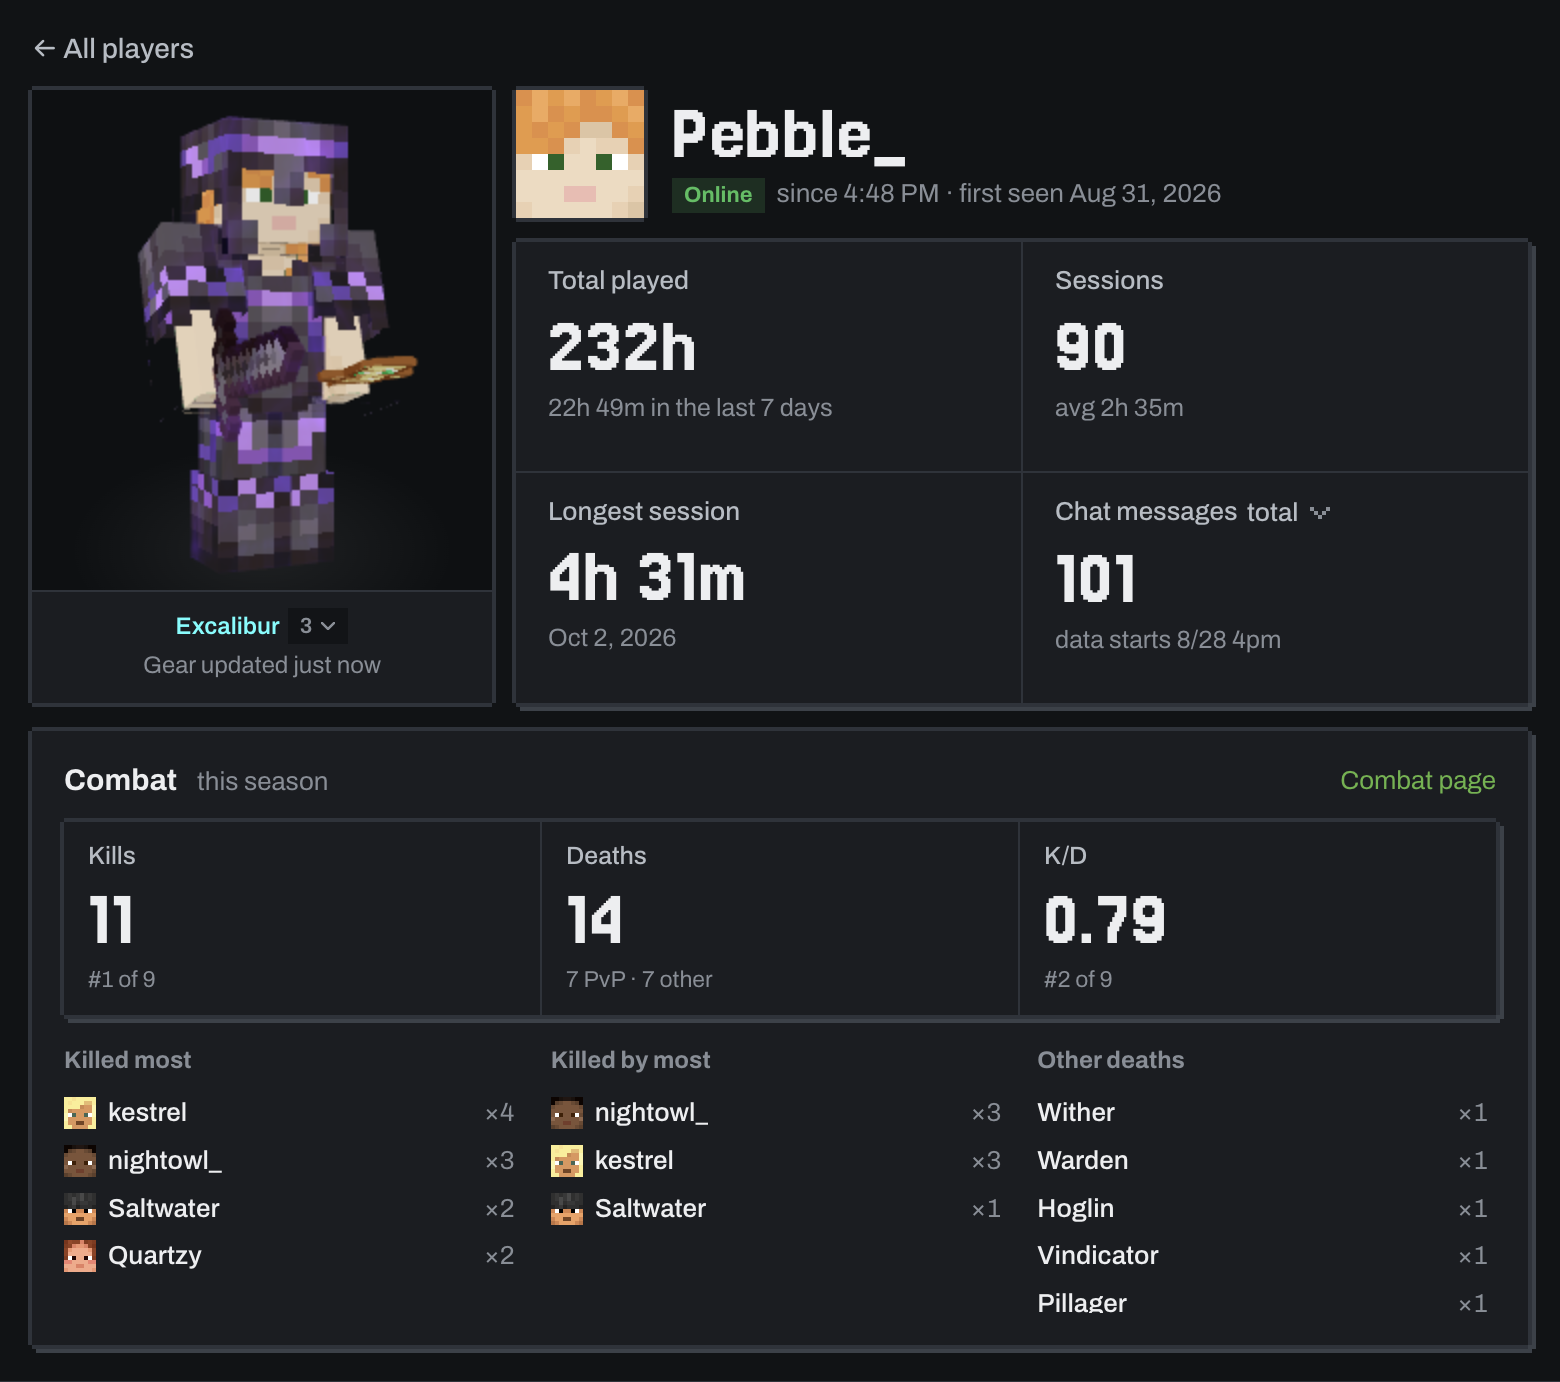 ← All players
Pebble_
Online since 4:48 PM · first seen Aug 31, 2026
Total played
232h
22h 49m in the last 7 days
Sessions
90
avg 2h 35m
Longest session
4h 31m
Oct 2, 2026
Chat messages total
101
data starts 8/28 4pm
Excalibur 3
Gear updated just now
Combat this season
Combat page
Kills
11
#1 of 9
Deaths
14
7 PvP · 7 other
K/D
0.79
#2 of 9
Killed most
kestrel ×4
nightowl_ ×3
Saltwater ×2
Quartzy ×2
Killed by most
nightowl_ ×3
kestrel ×3
Saltwater ×1
Other deaths
Wither ×1
Warden ×1
Hoglin ×1
Vindicator ×1
Pillager ×1